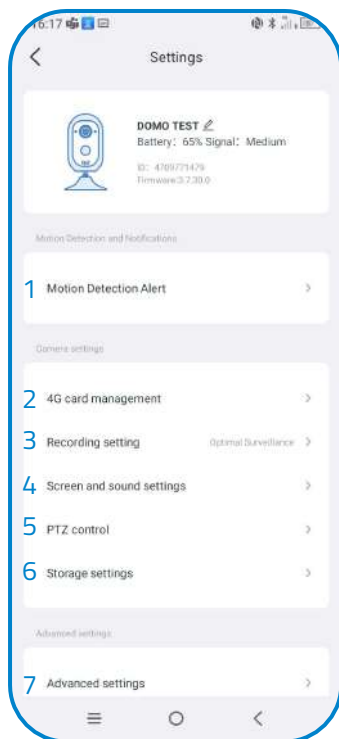 16:17
Settings
DOMO TEST
Battery: 65% Signal: Medium
ID: 4789771479
Firmware:3.7.30.0
Motion Detection and Notifications
1 Motion Detection Alert
Camera settings
2 4G card management
3 Recording setting Optimal Surveillance
4 Screen and sound settings
5 PTZ control
6 Storage settings
Advanced settings
7 Advanced settings